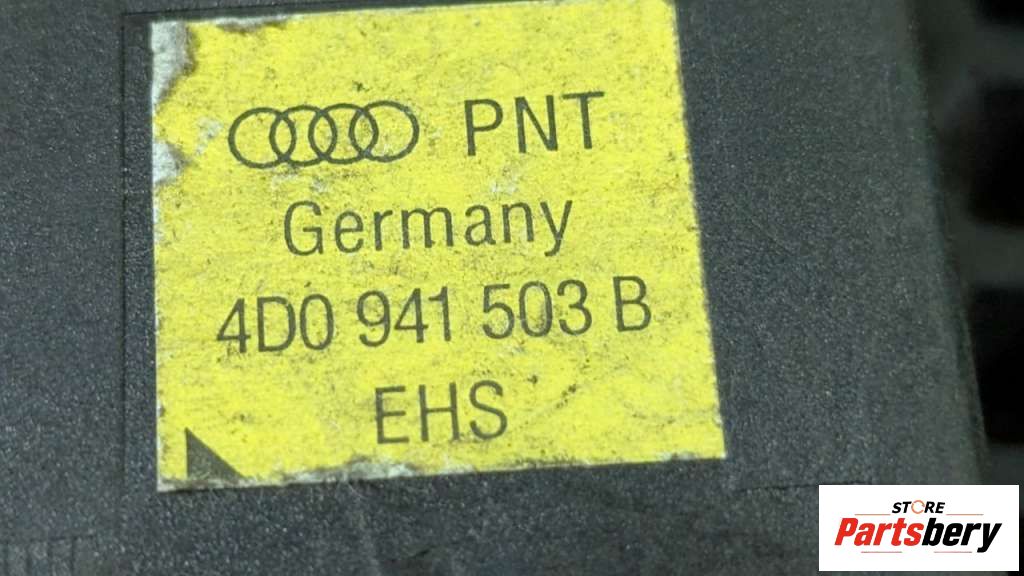 PNT
Germany
4D0 941 503 B
EHS
STORE
Partsbery